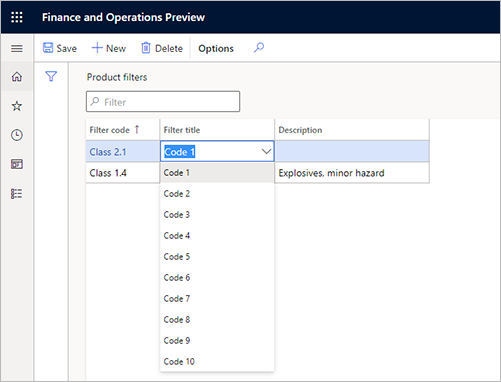 Finance and Operations Preview
Save New Delete Options
Product filters
Filter
Filter code Filter title Description
Class 2.1 Code 1
Class 1.4 Code 1 Explosives, minor hazard
Code 2
Code 3
Code 4
Code 5
Code 6
Code 7
Code 8
Code 9
Code 10